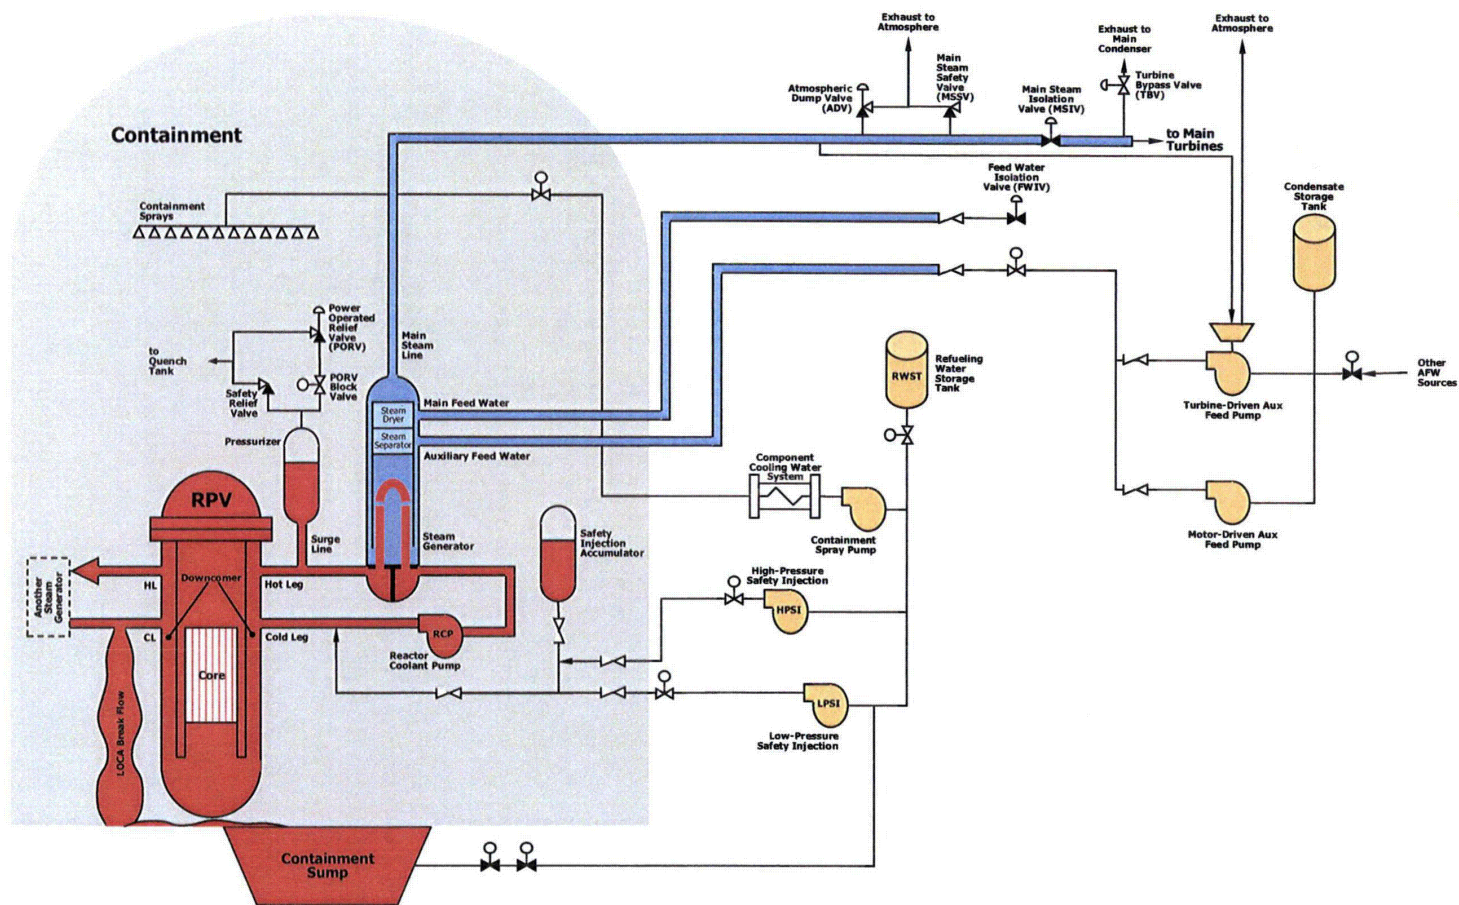 Exhaust to
Atmosphere
Exhaust to
Main
Condenser
Exhaust to
Atmosphere
Atmospheric
Dump Valve
(ADV)
Main
Steam
Safety
Valve
(MSSV)
Main Steam
Isolation
Valve (MSIV)
Turbine
Bypass Valve
(TBV)
to Main
Turbines
Containment
Containment
Sprays
Feed Water
Isolation
Valve (FWIV)
Condensate
Storage
Tank
Power
Operated
Relief
Valve
(PORV)
to
Quench
Tank
Safety
Relief
Valve
PORV
Block
Valve
Main
Steam
Line
RWST
Refueling
Water
Storage
Tank
Other
AFW
Sources
Turbine-Driven Aux
Feed Pump
Steam
Dryer
Steam
Separator
Main Feed Water
Auxiliary Feed Water
Pressurizer
Component
Cooling Water
System
Containment
Spray Pump
Motor-Driven Aux
Feed Pump
RPV
Surge
Line
Steam
Generator
Safety
Injection
Accumulator
Another
Steam
Generator
HL
Downcomer
Hot Leg
High-Pressure
Safety Injection
HPSI
CL
Cold Leg
RCP
Reactor
Coolant Pump
Core
LPSI
Low-Pressure
Safety Injection
LOCA Break Flow
Containment
Sump